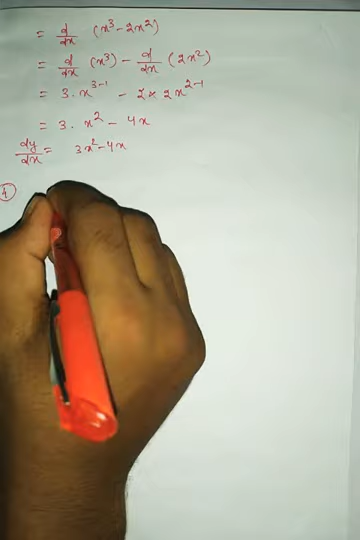 = d/dx (x³ - 2x²)
= d/dx (x³) - d/dx (2x²)
= 3. x³⁻¹ - 2 × 2x²⁻¹
= 3. x² - 4x
dy/dx = 3x² - 4x